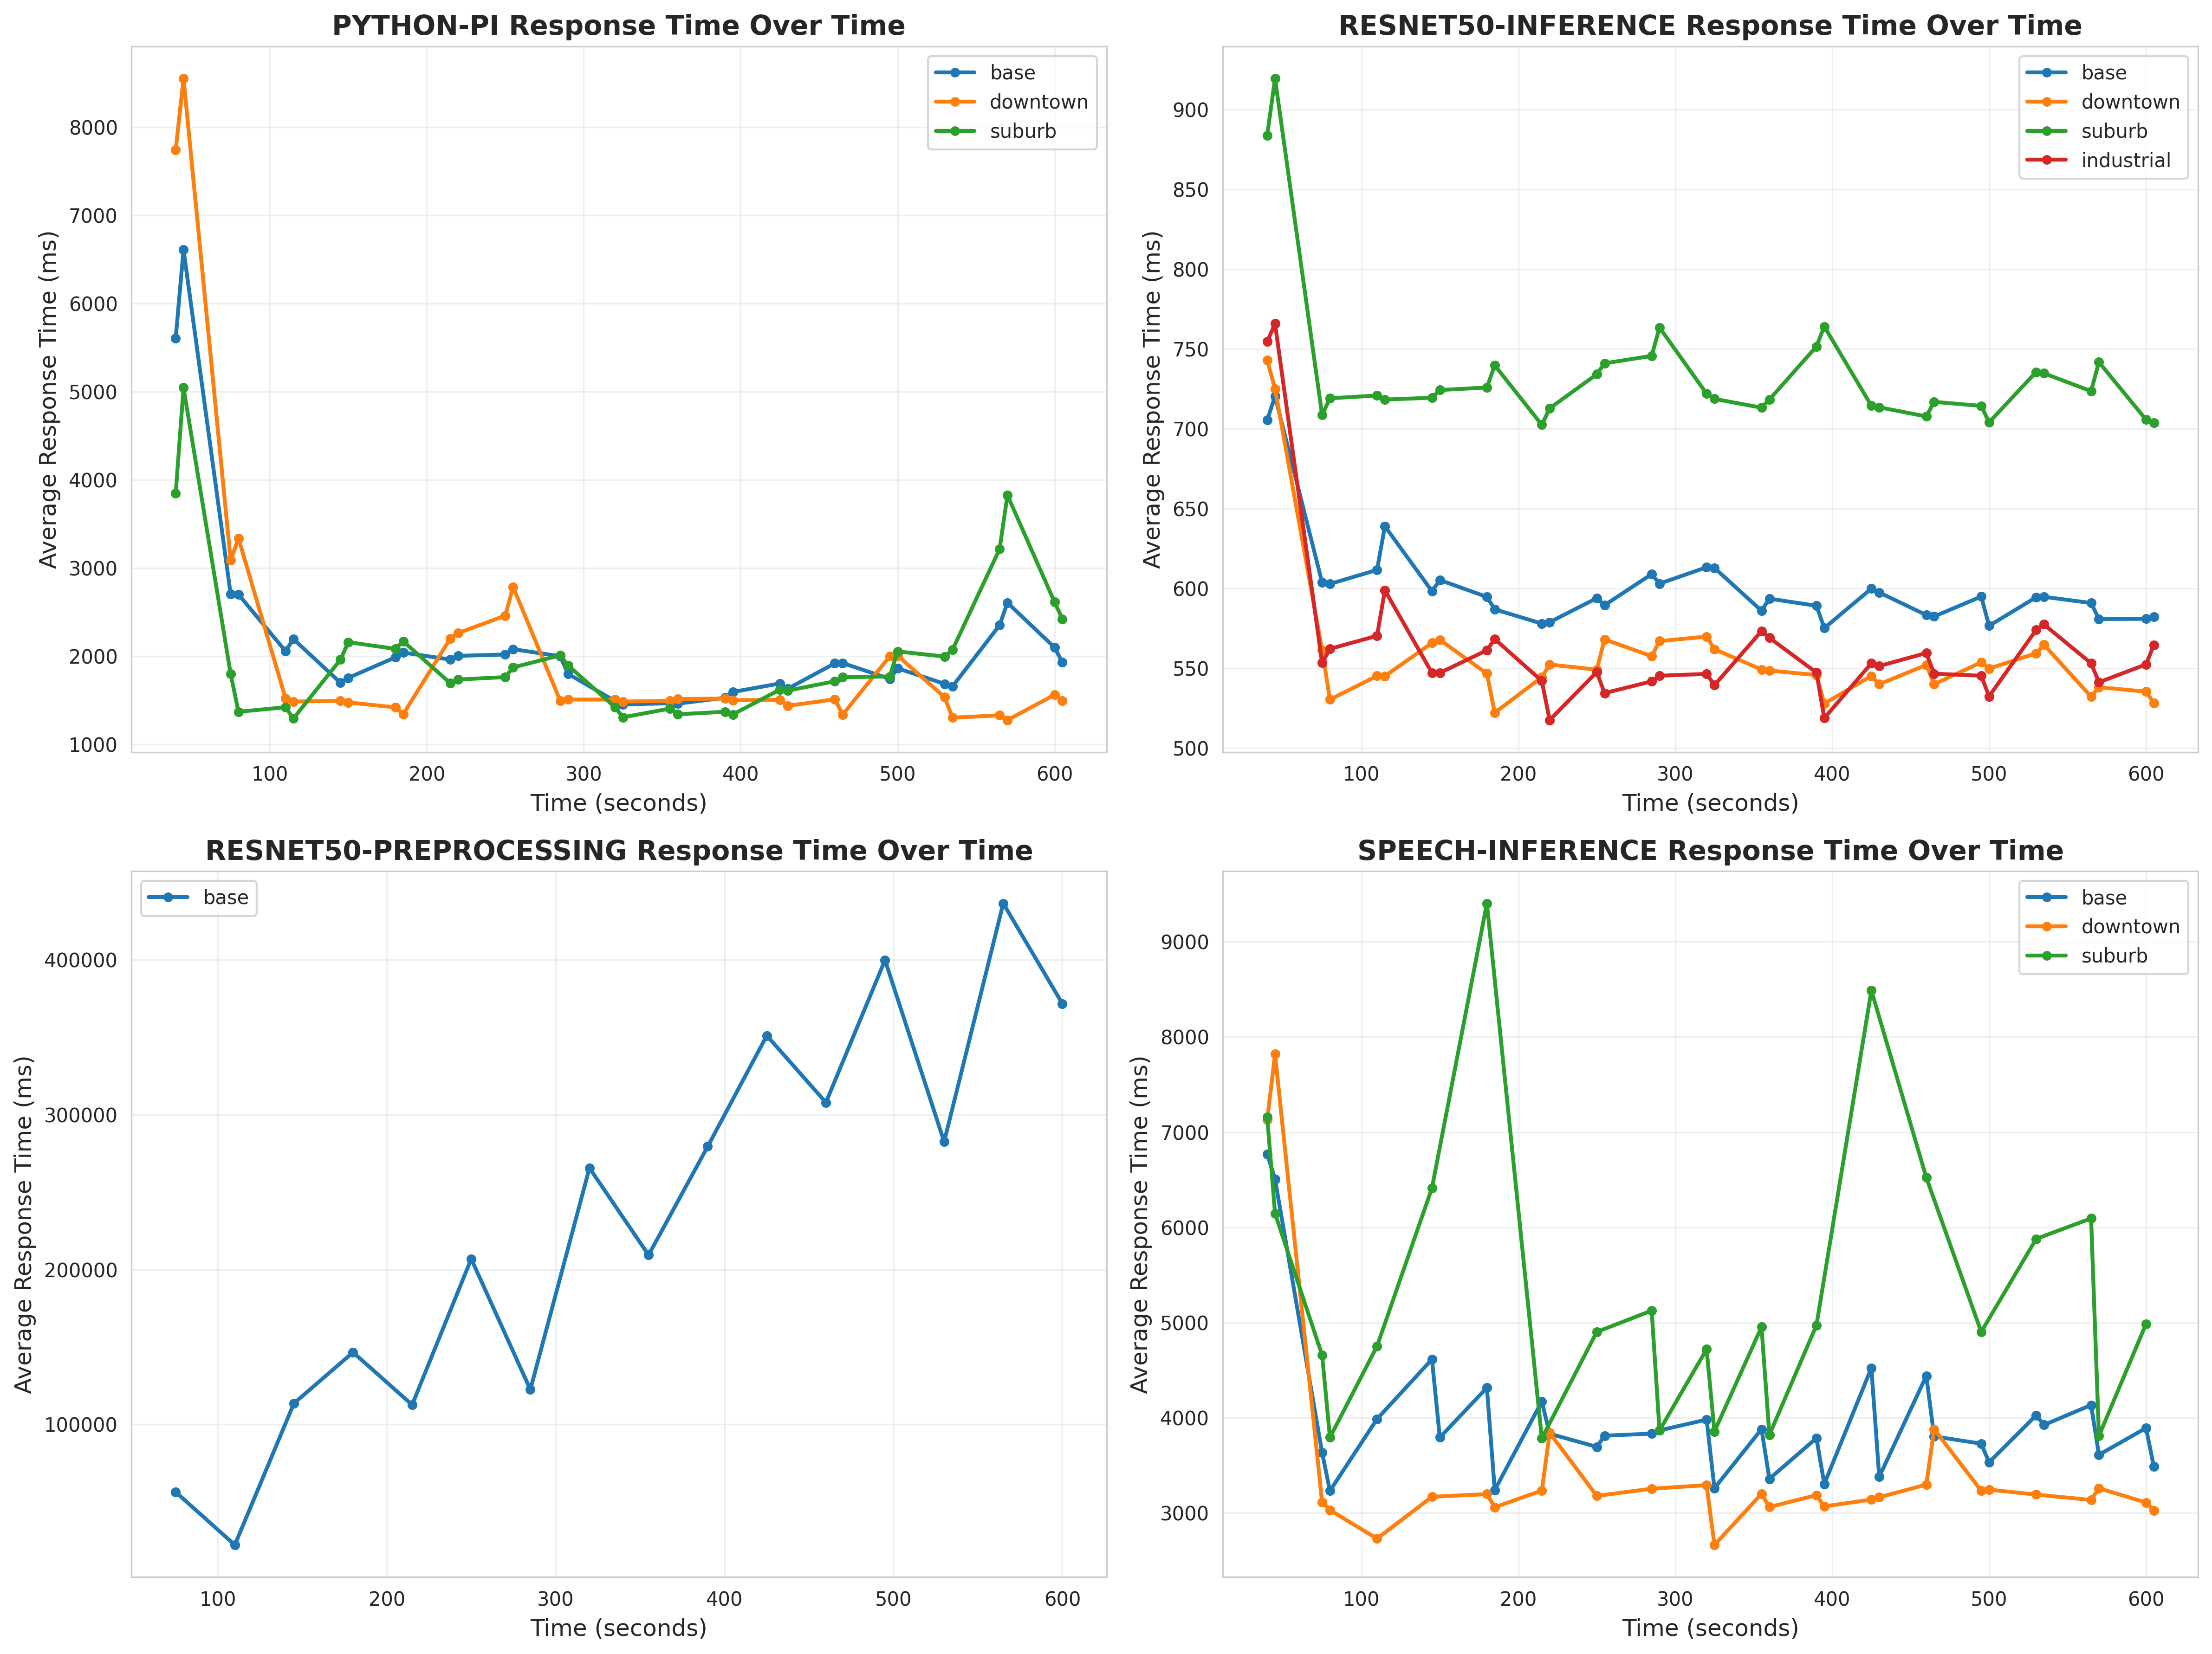 PYTHON-PI Response Time Over Time
Average Response Time (ms)
8000
7000
6000
5000
4000
3000
2000
1000
100 200 300 400 500 600
Time (seconds)
base
downtown
suburb
RESNET50-INFERENCE Response Time Over Time
Average Response Time (ms)
900
850
800
750
700
650
600
550
500
100 200 300 400 500 600
Time (seconds)
base
downtown
suburb
industrial
RESNET50-PREPROCESSING Response Time Over Time
Average Response Time (ms)
400000
300000
200000
100000
100 200 300 400 500 600
Time (seconds)
base
SPEECH-INFERENCE Response Time Over Time
Average Response Time (ms)
9000
8000
7000
6000
5000
4000
3000
100 200 300 400 500 600
Time (seconds)
base
downtown
suburb